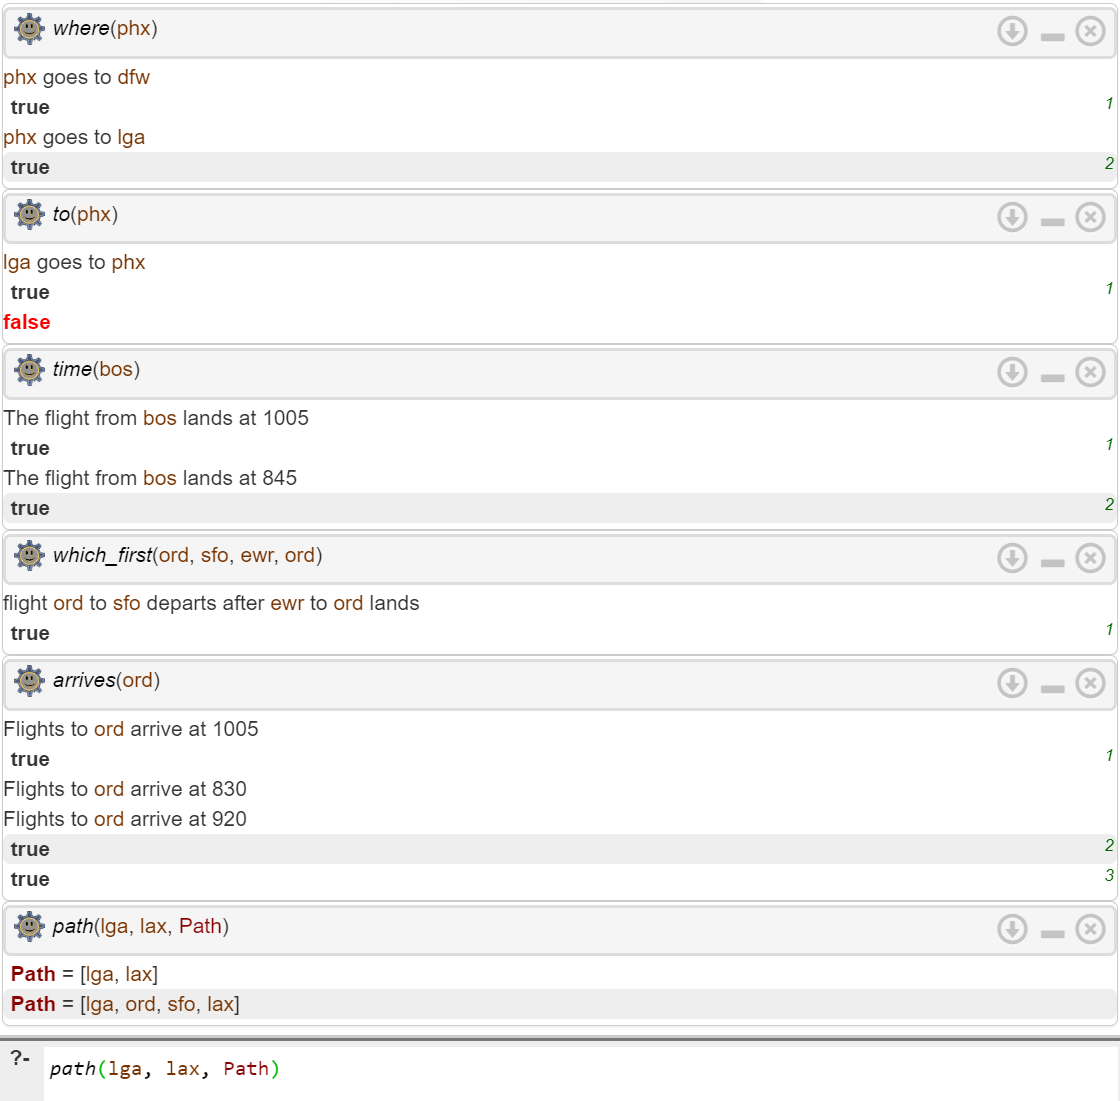 where(phx)
phx goes to dfw
true 1
phx goes to lga
true 2
to(phx)
lga goes to phx
true 1
false
time(bos)
The flight from bos lands at 1005
true 1
The flight from bos lands at 845
true 2
which_first(ord, sfo, ewr, ord)
flight ord to sfo departs after ewr to ord lands
true 1
arrives(ord)
Flights to ord arrive at 1005
true 1
Flights to ord arrive at 830
Flights to ord arrive at 920
true 2
true 3
path(lga, lax, Path)
Path = [lga, lax]
Path = [lga, ord, sfo, lax]
?- path(lga, lax, Path)